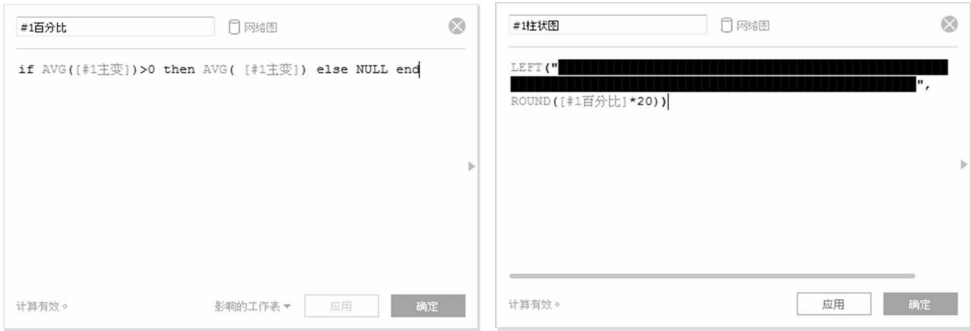 #1百分比
网络图
if AVG([#1主变])>0 then AVG( [#1主变]) else NULL end
计算有效。
影响的工作表
应用
确定
#1柱状图
网络图
LEFT("██████████████████████████████████████
██████████████████████████████████████",
ROUND([#1百分比]*20))
计算有效。
应用
确定